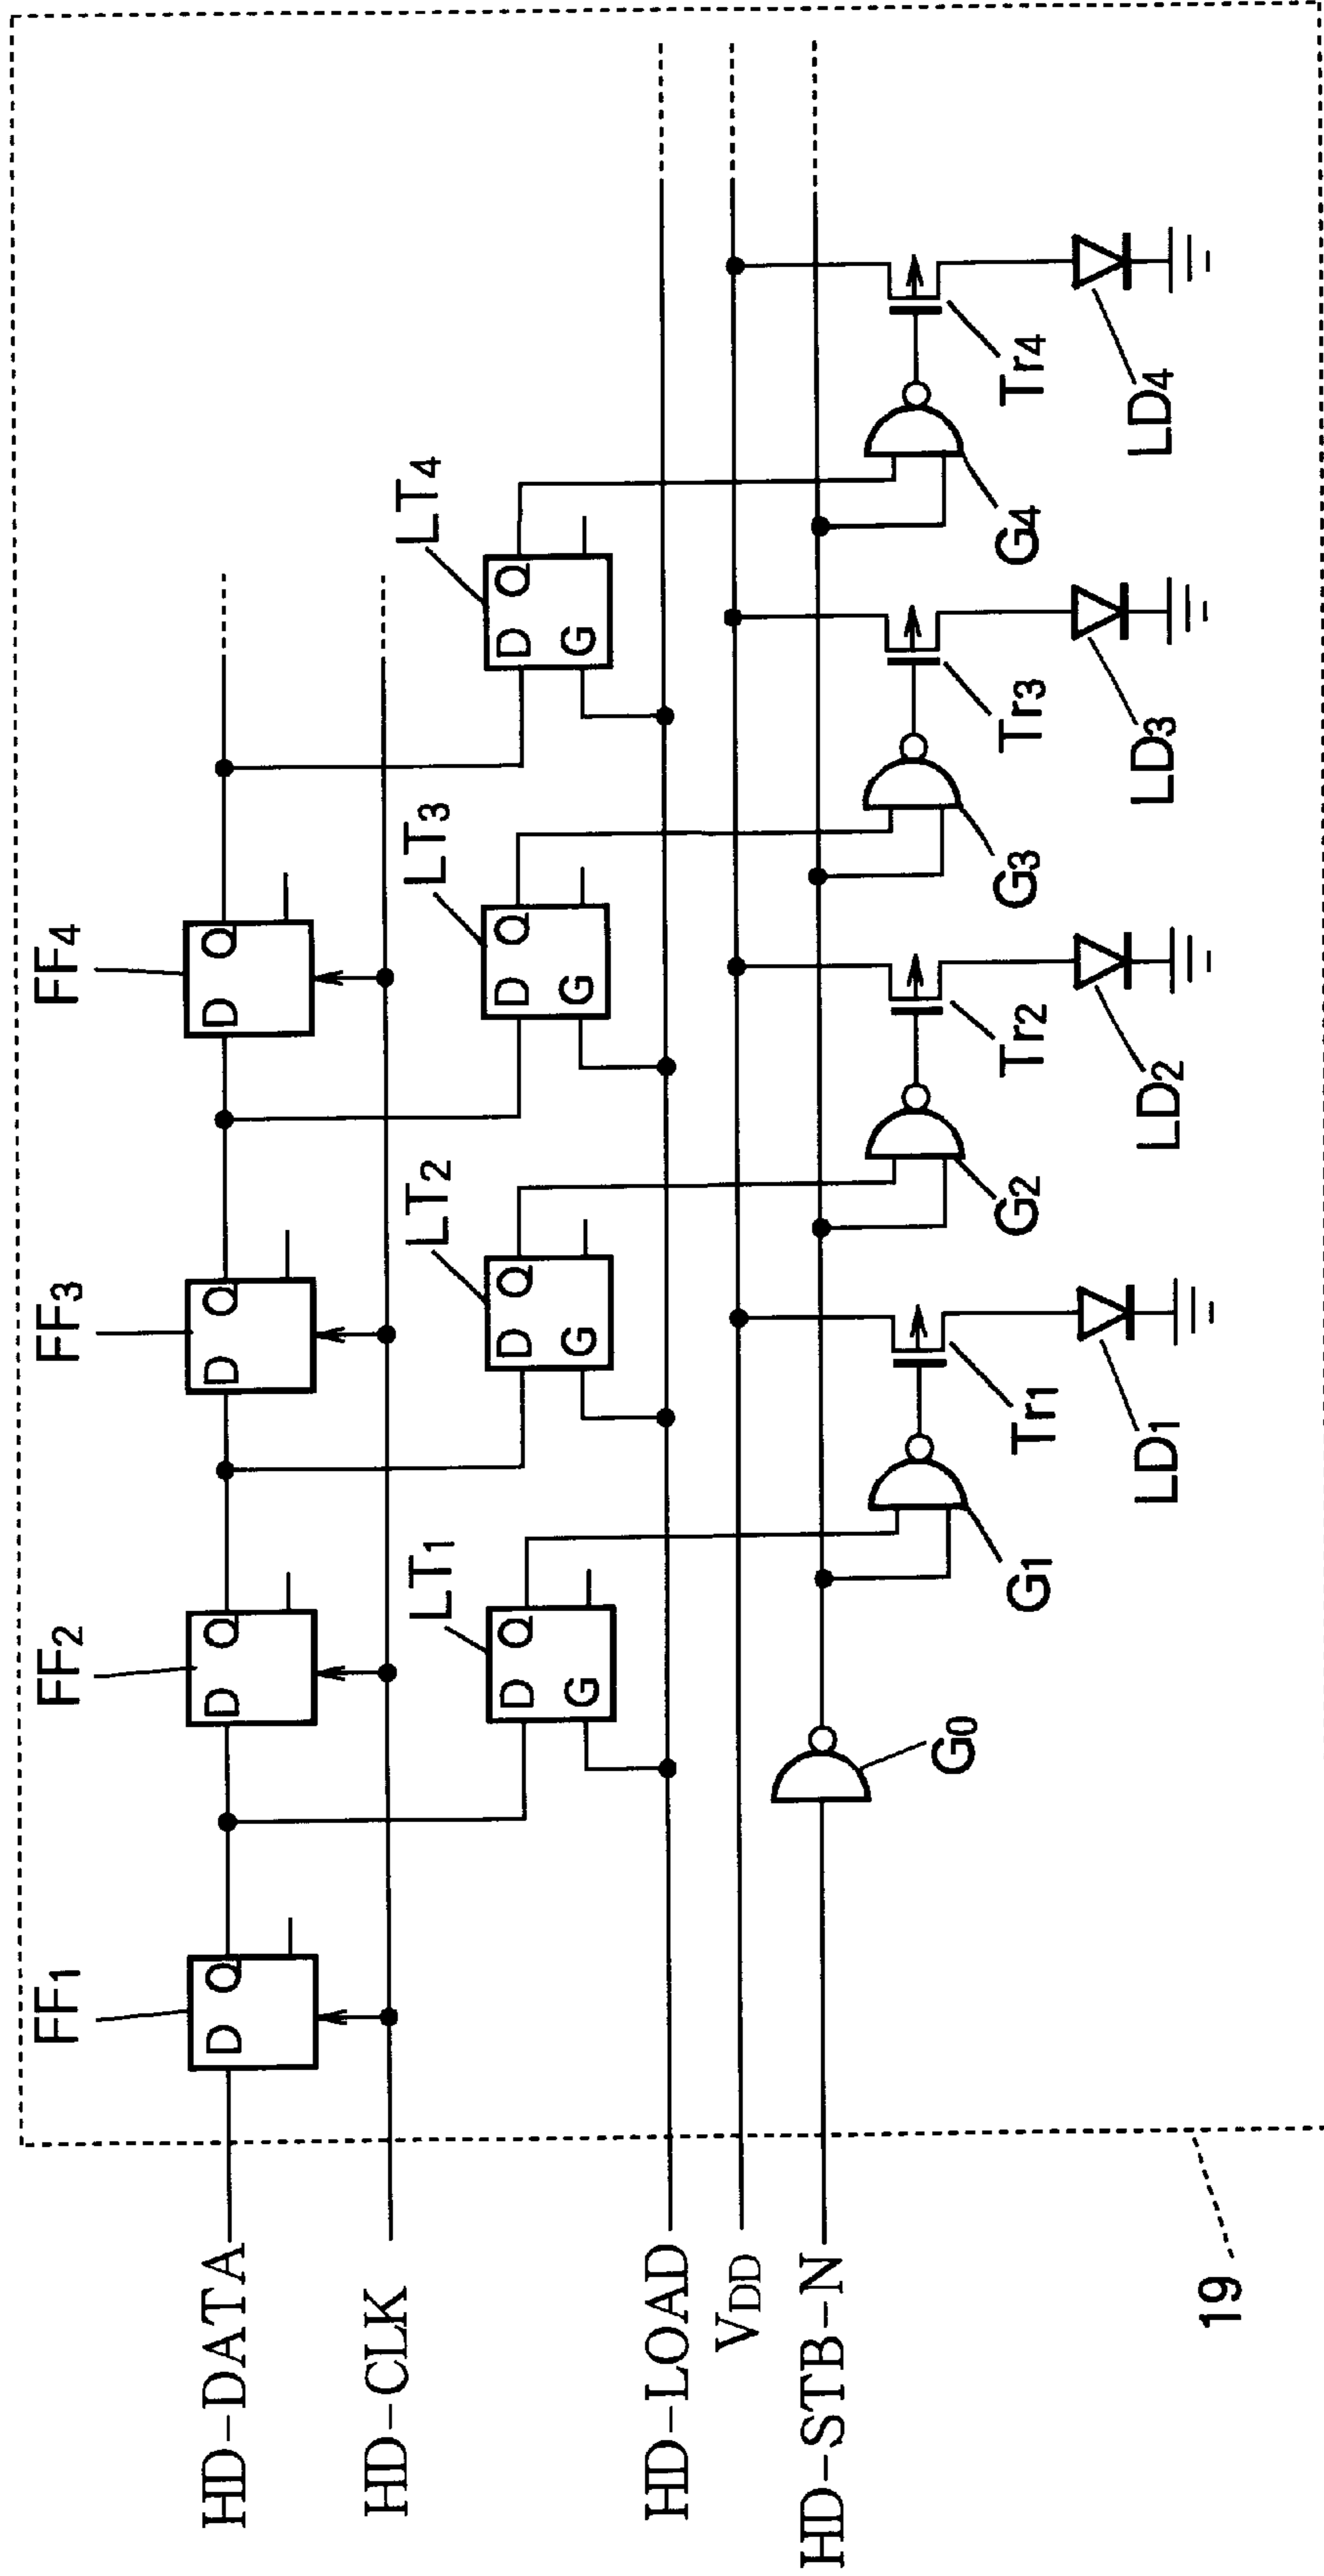 FF1 FF2 FF3 FF4
HD-DATA D Q D Q D Q D Q
HD-CLK
LT1 LT2 LT3 LT4
D Q D Q D Q D Q
G G G G
HD-LOAD
VDD
HD-STB-N
G0 G1 G2 G3 G4
Tr1 Tr2 Tr3 Tr4
LD1 LD2 LD3 LD4
19